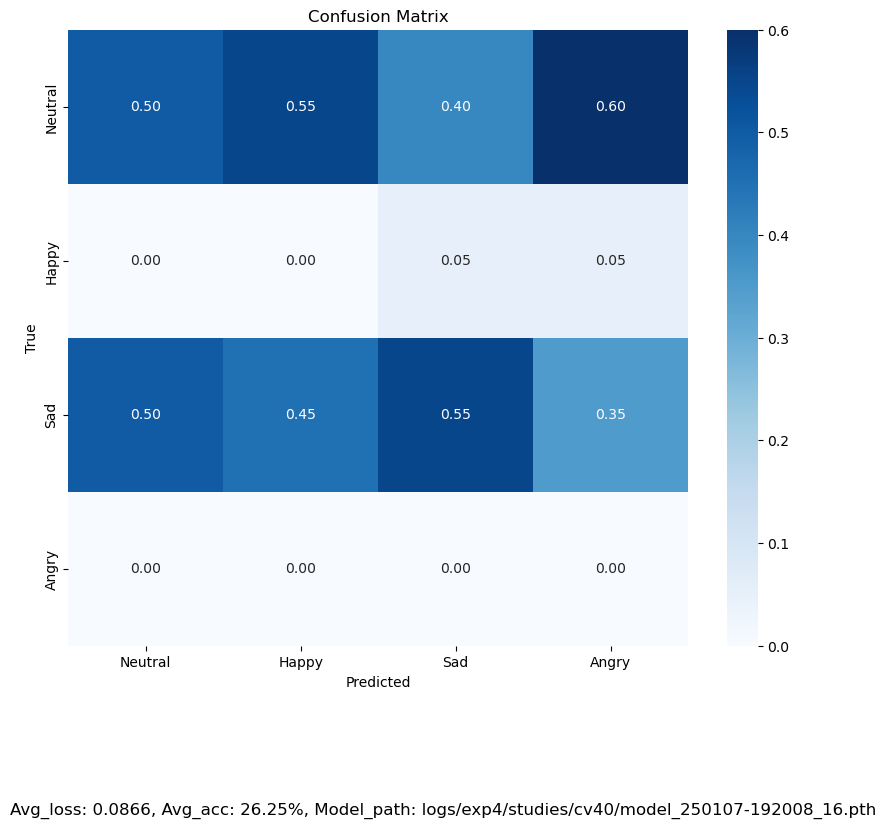 Confusion Matrix
Neutral 0.50 0.55 0.40 0.60
Happy 0.00 0.00 0.05 0.05
Sad 0.50 0.45 0.55 0.35
Angry 0.00 0.00 0.00 0.00
True
Neutral Happy Sad Angry
Predicted
0.6
0.5
0.4
0.3
0.2
0.1
0.0
Avg_loss: 0.0866, Avg_acc: 26.25%, Model_path: logs/exp4/studies/cv40/model_250107-192008_16.pth